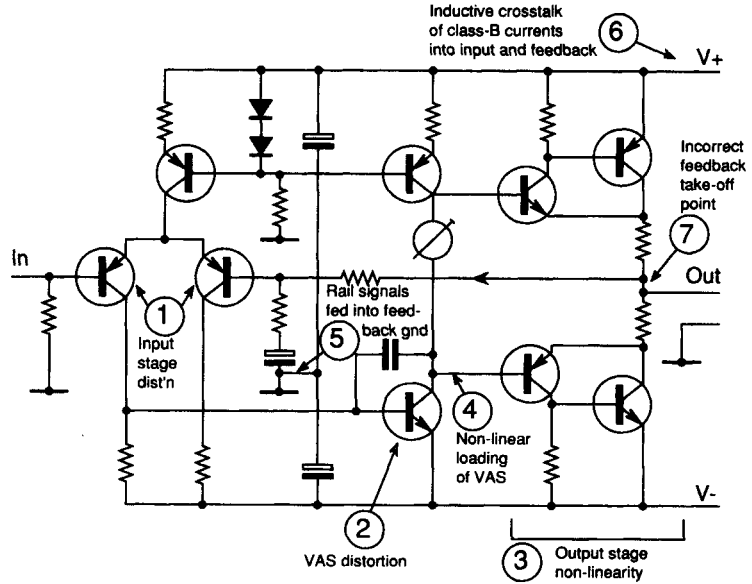 Inductive crosstalk
of class-B currents
into input and feedback
6
V+
Incorrect
feedback
take-off
point
7
In
Out
1
Input
stage
dist'n
Rail signals
fed into feed-
back gnd
5
4
Non-linear
loading
of VAS
V-
2
VAS distortion
3
Output stage
non-linearity